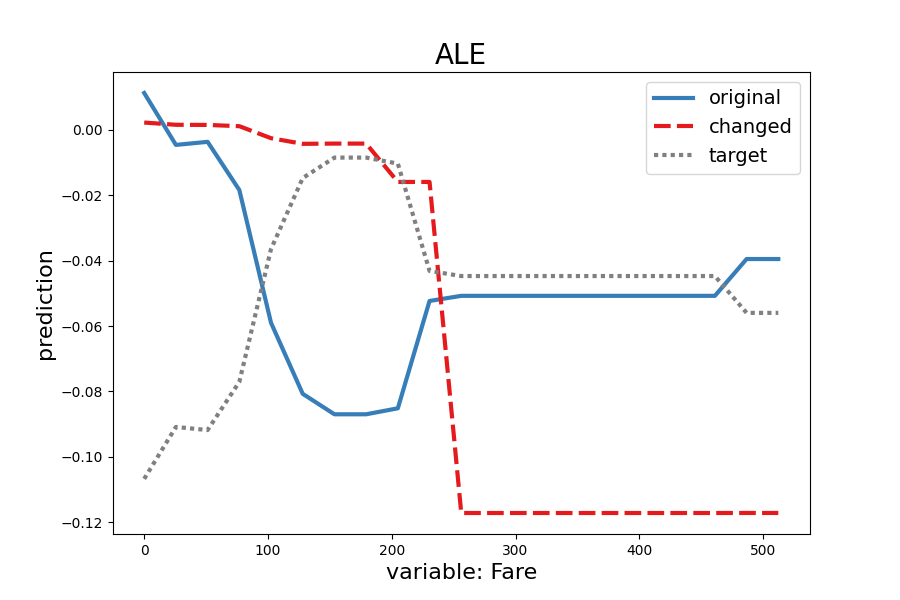 ALE
original
changed
target
0.00
−0.02
−0.04
−0.06
−0.08
−0.10
−0.12
prediction
0 100 200 300 400 500
variable: Fare